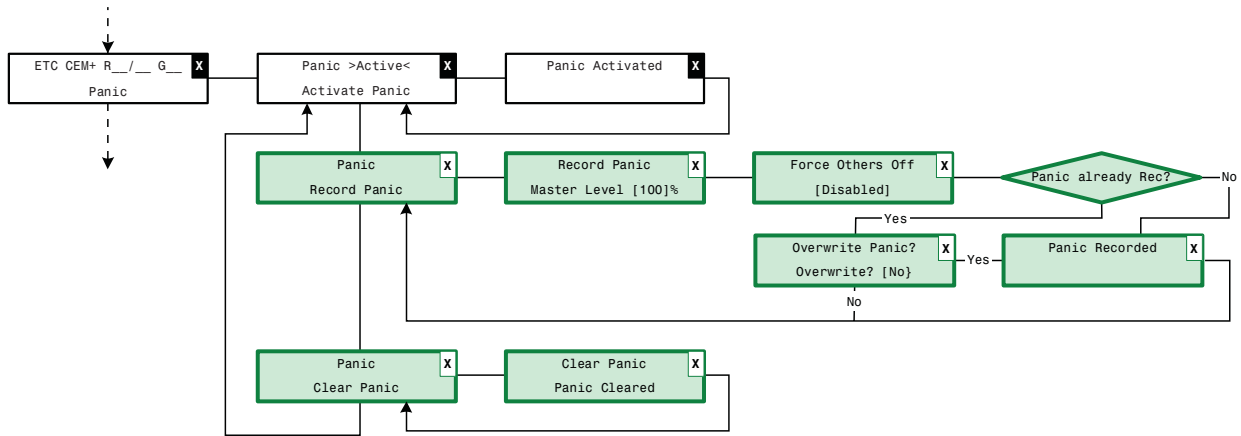 ETC CEM+ R__/__ G__ X
Panic
Panic >Active< X
Activate Panic
Panic Activated X
Panic X
Record Panic
Record Panic X
Master Level [100]%
Force Others Off X
[Disabled]
Panic already Rec?
No
Yes
Overwrite Panic? X
Overwrite? [No}
Yes
Panic Recorded X
No
Panic X
Clear Panic
Clear Panic X
Panic Cleared